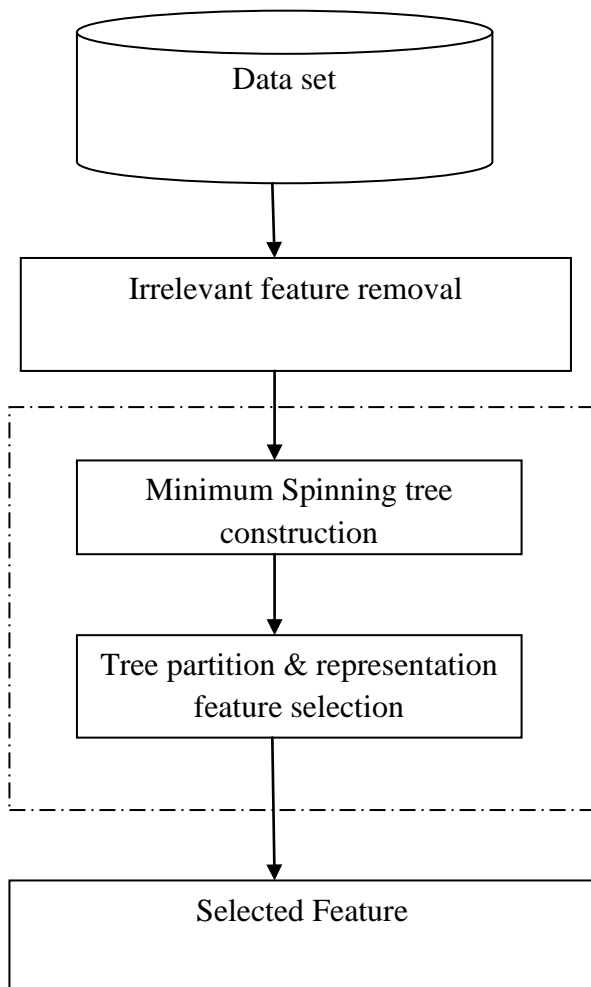 Data set
Irrelevant feature removal
Minimum Spinning tree
construction
Tree partition & representation
feature selection
Selected Feature